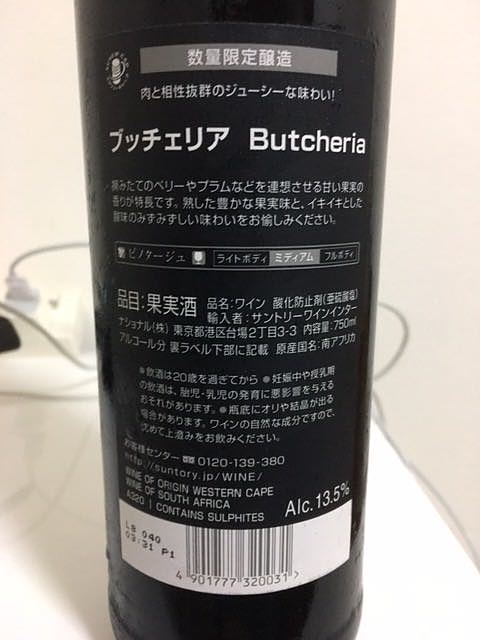 数量限定醸造
肉と相性抜群のジューシーな味わい!
ブッチェリア Butcheria
摘みたてのベリーやプラムなどを連想させる甘い果実の
香りが特長です。熟した豊かな果実味と、イキイキとした
酸味のみずみずしい味わいをお愉しみください。
ピノタージュ ライトボディ ミディアム フルボディ
品目:果実酒 品名:ワイン 酸化防止剤(亜硫酸塩)
輸入者:サントリーワインインター
ナショナル(株) 東京都港区台場2丁目3-3 内容量:750ml
アルコール分 裏ラベル下部に記載 原産国名:南アフリカ
●飲酒は20歳を過ぎてから ●妊娠中や授乳期
の飲酒は、胎児・乳児の発育に悪影響を与える
おそれがあります。●瓶底にオリや結晶が出る
場合があります。ワインの自然な成分ですので、
沈めて上澄みをお飲みください。
お客様センター 0120-139-380
http://suntory.jp/WINE/
WINE OF ORIGIN WESTERN CAPE
WINE OF SOUTH AFRICA
A320 | CONTAINS SULPHITES
Alc.13.5%
L8 040
03:31 P1
4 901777 320031 >